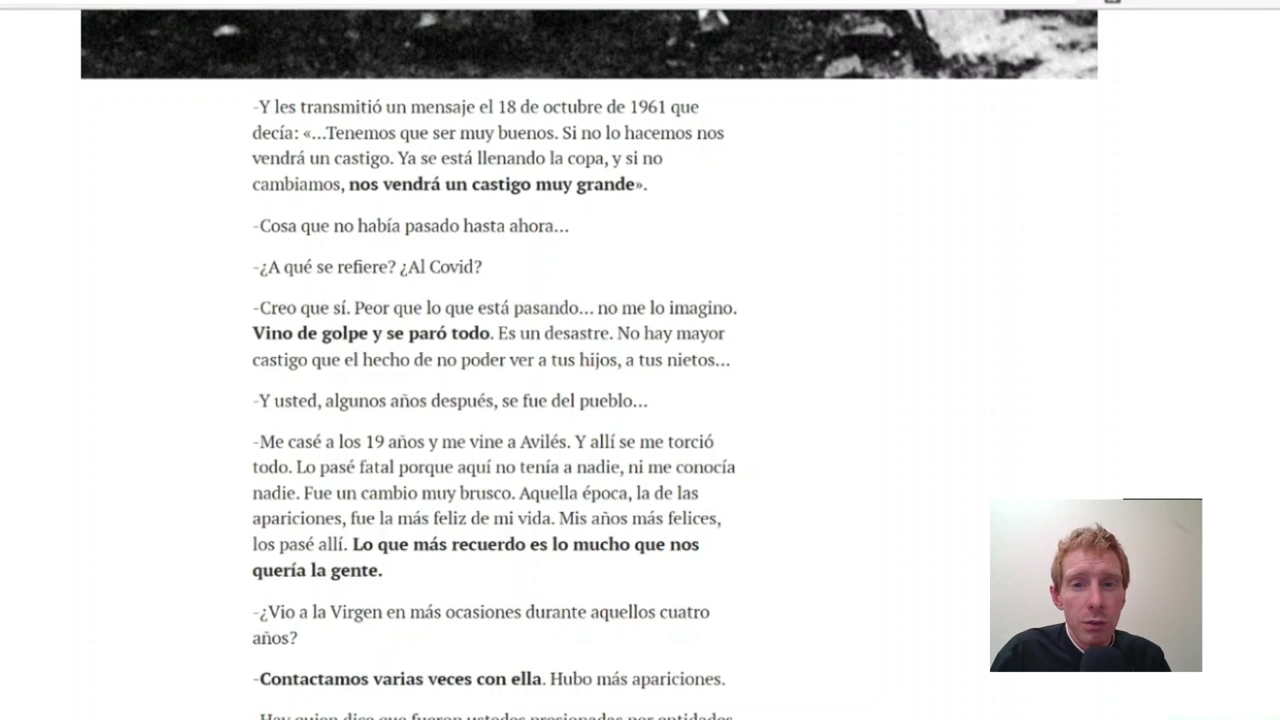 -Y les transmitió un mensaje el 18 de octubre de 1961 que
decía: «...Tenemos que ser muy buenos. Si no lo hacemos nos
vendrá un castigo. Ya se está llenando la copa, y si no
cambiamos, nos vendrá un castigo muy grande».
-Cosa que no había pasado hasta ahora...
-¿A qué se refiere? ¿Al Covid?
-Creo que sí. Peor que lo que está pasando... no me lo imagino.
Vino de golpe y se paró todo. Es un desastre. No hay mayor
castigo que el hecho de no poder ver a tus hijos, a tus nietos...
-Y usted, algunos años después, se fue del pueblo...
-Me casé a los 19 años y me vine a Avilés. Y allí se me torció
todo. Lo pasé fatal porque aquí no tenía a nadie, ni me conocía
nadie. Fue un cambio muy brusco. Aquella época, la de las
apariciones, fue la más feliz de mi vida. Mis años más felices,
los pasé allí. Lo que más recuerdo es lo mucho que nos
quería la gente.
-¿Vio a la Virgen en más ocasiones durante aquellos cuatro
años?
-Contactamos varias veces con ella. Hubo más apariciones.
-Hay quien dice que fueron ustedes presionadas por entidades